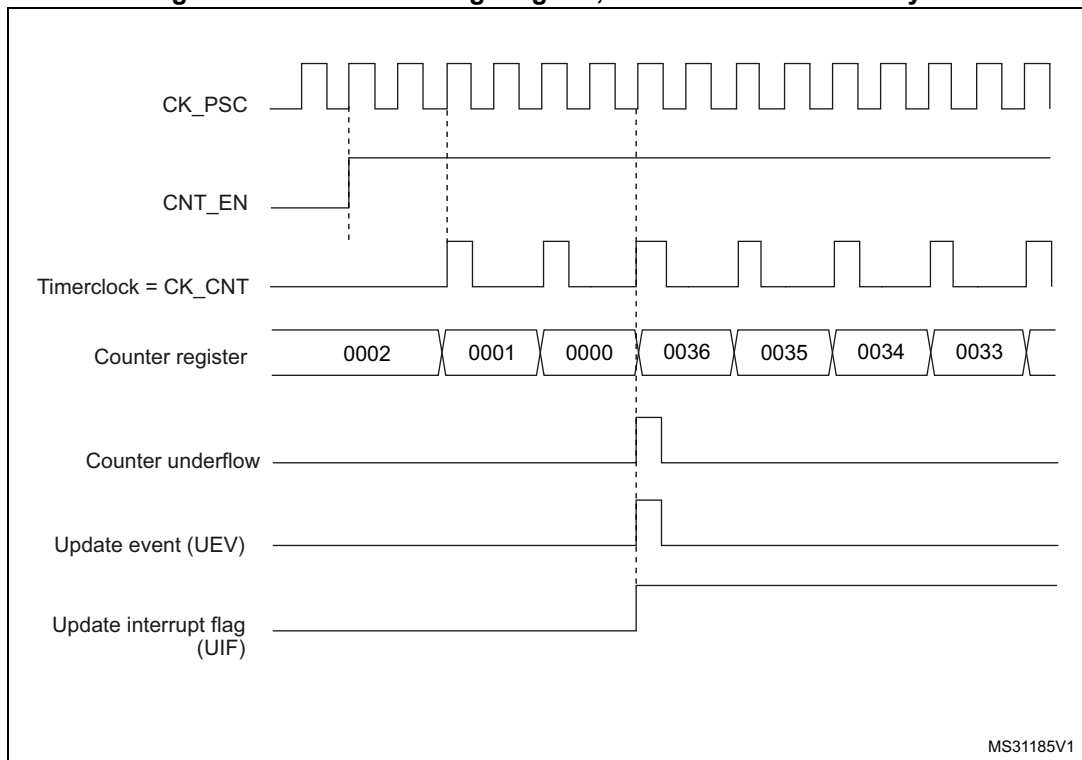 CK_PSC
CNT_EN
Timerclock = CK_CNT
Counter register 0002 0001 0000 0036 0035 0034 0033
Counter underflow
Update event (UEV)
Update interrupt flag
(UIF)
MS31185V1